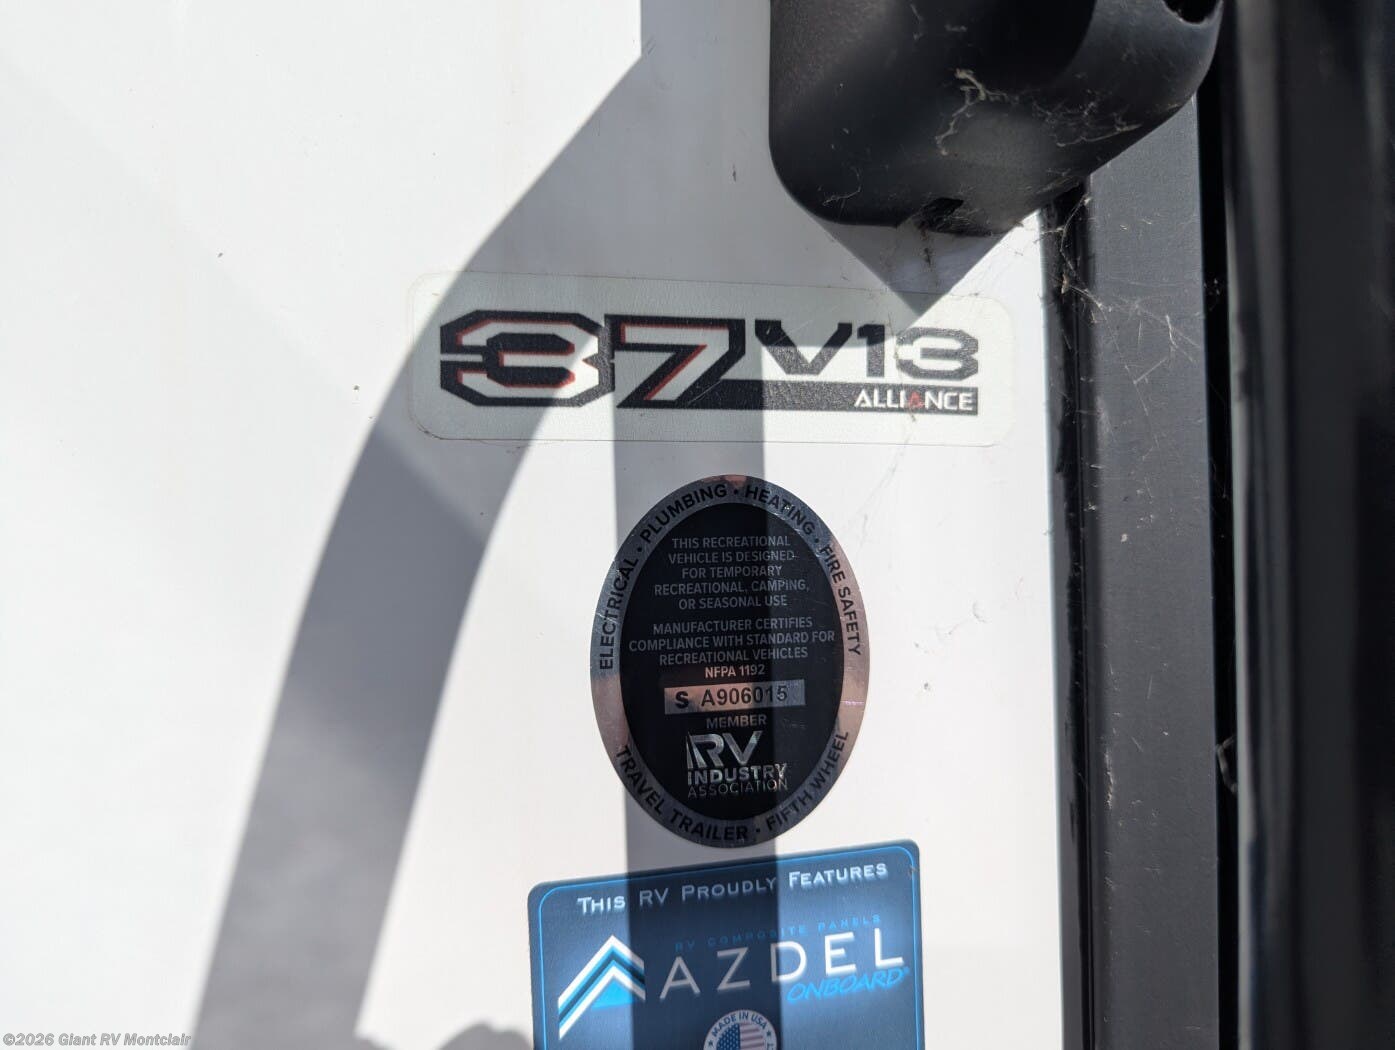 37 V13
ALLIANCE
ELECTRICAL • PLUMBING • HEATING • FIRE SAFETY
THIS RECREATIONAL
VEHICLE IS DESIGNED
FOR TEMPORARY
RECREATIONAL, CAMPING,
OR SEASONAL USE
MANUFACTURER CERTIFIES
COMPLIANCE WITH STANDARD FOR
RECREATIONAL VEHICLES
NFPA 1192
S A906015
MEMBER
RV
INDUSTRY
ASSOCIATION
TRAVEL TRAILER • FIFTH WHEEL
THIS RV PROUDLY FEATURES
RV COMPOSITE PANELS
AZDEL
ONBOARD®
MADE IN USA
©2026 Giant RV Montclair